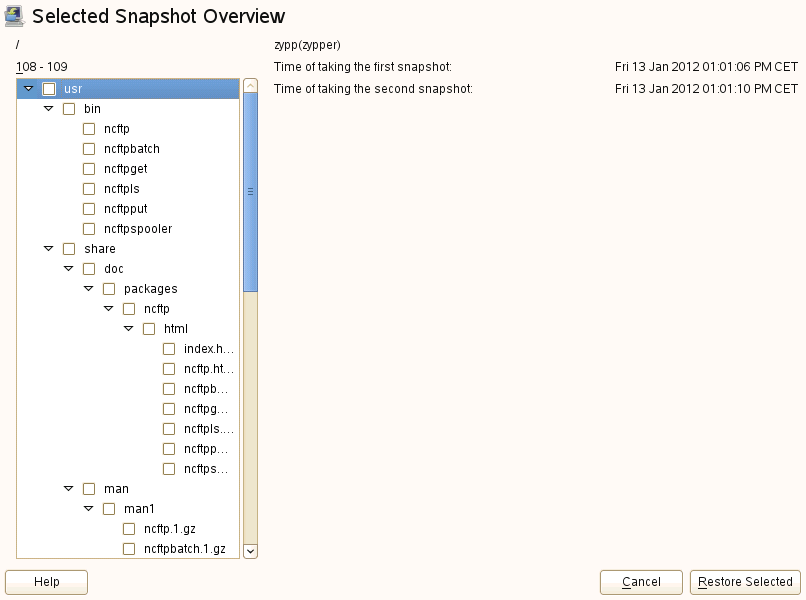 Selected Snapshot Overview
/
zypp(zypper)
108 - 109
Time of taking the first snapshot:
Fri 13 Jan 2012 01:01:06 PM CET
Time of taking the second snapshot:
Fri 13 Jan 2012 01:01:10 PM CET
usr
bin
ncftp
ncftpbatch
ncftpget
ncftpls
ncftpput
ncftpspooler
share
doc
packages
ncftp
html
index.h...
ncftp.ht...
ncftpb...
ncftpg...
ncftpls....
ncftpp...
ncftps...
man
man1
ncftp.1.gz
ncftpbatch.1.gz
Help
Cancel
Restore Selected